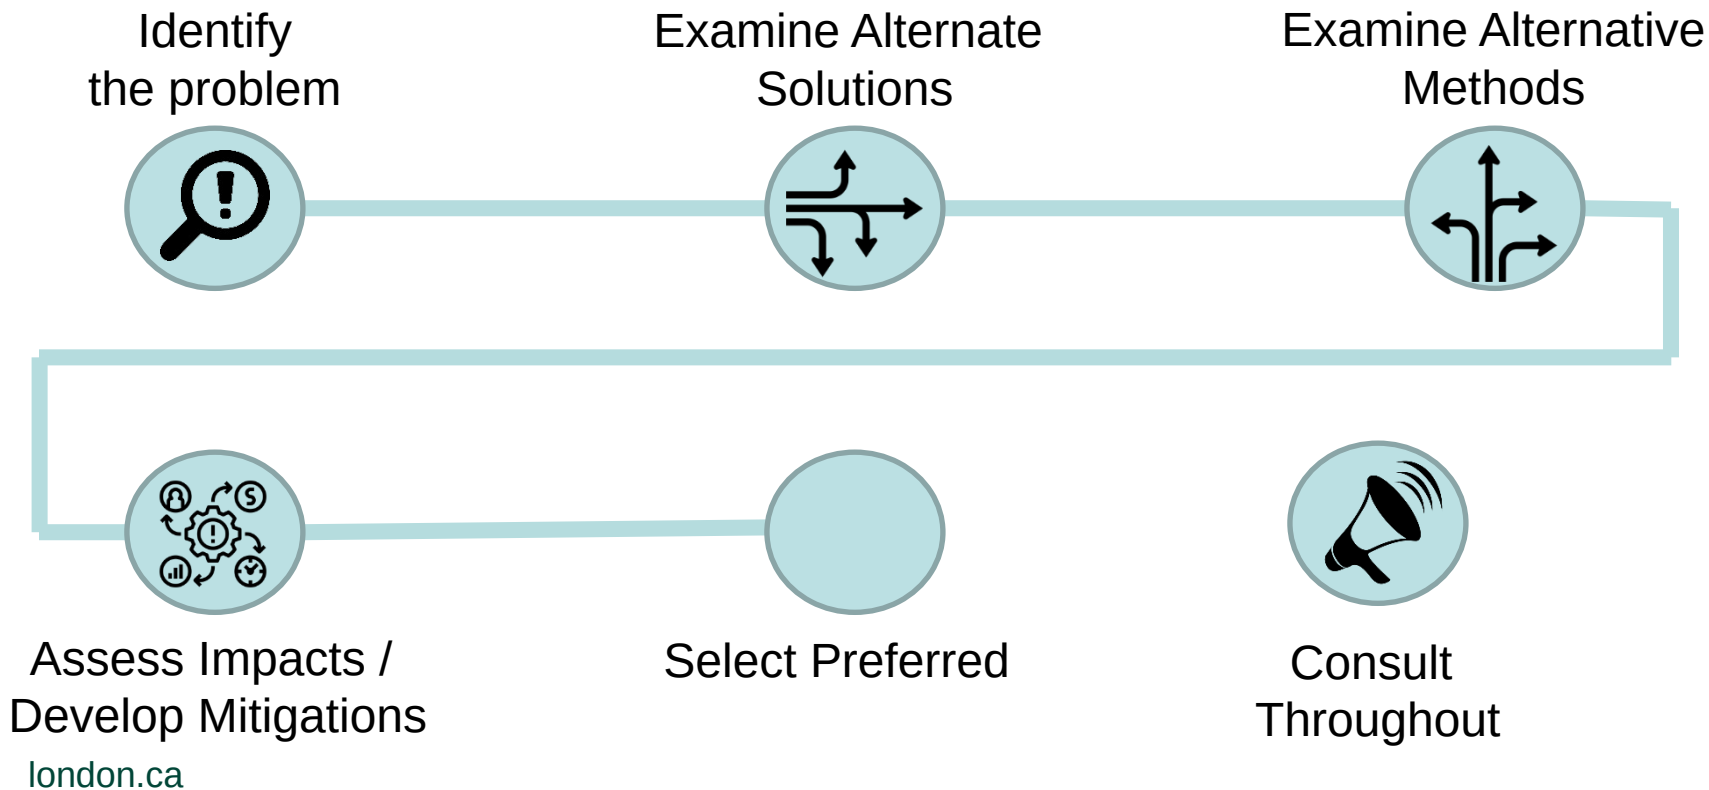 Identify
the problem
Examine Alternate
Solutions
Examine Alternative
Methods
Assess Impacts /
Develop Mitigations
Select Preferred
Consult
Throughout
london.ca